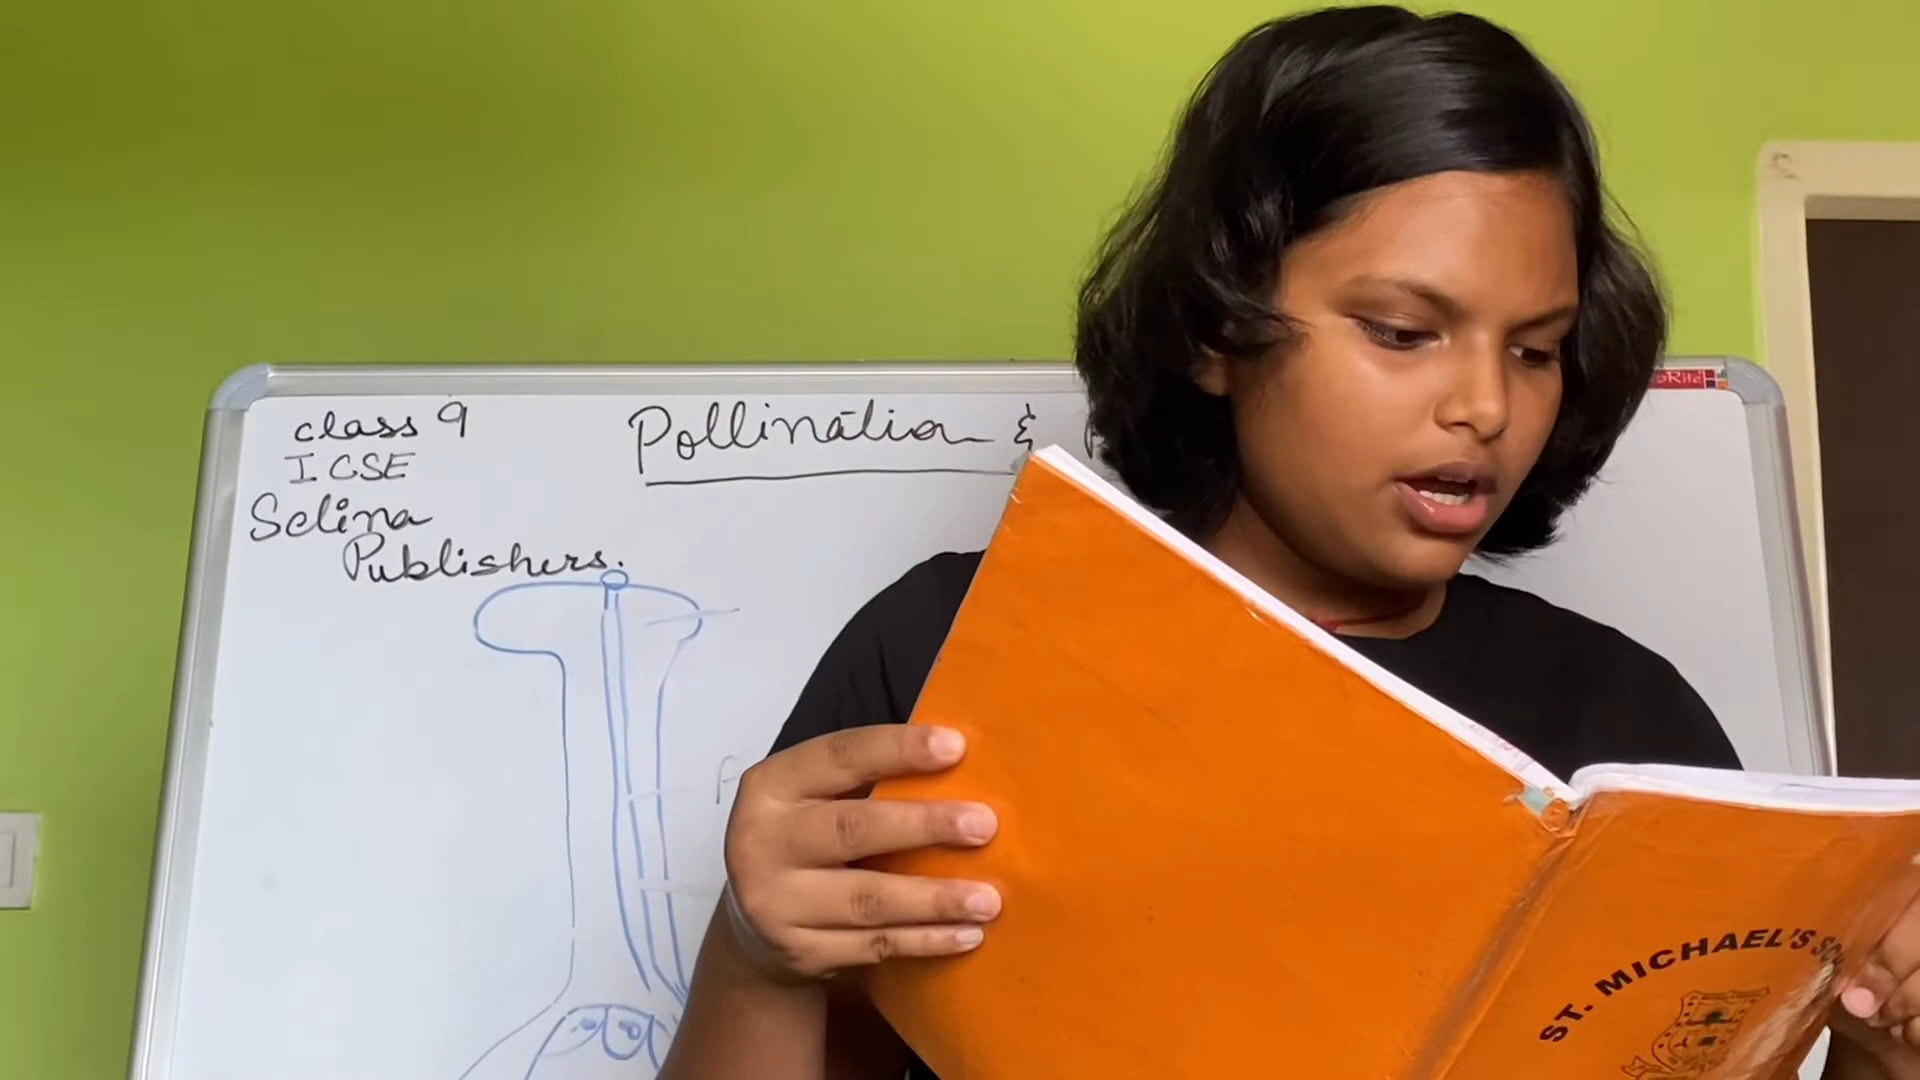 class 9
ICSE
Selina
Publishers.
Pollination &
ST. MICHAEL'S